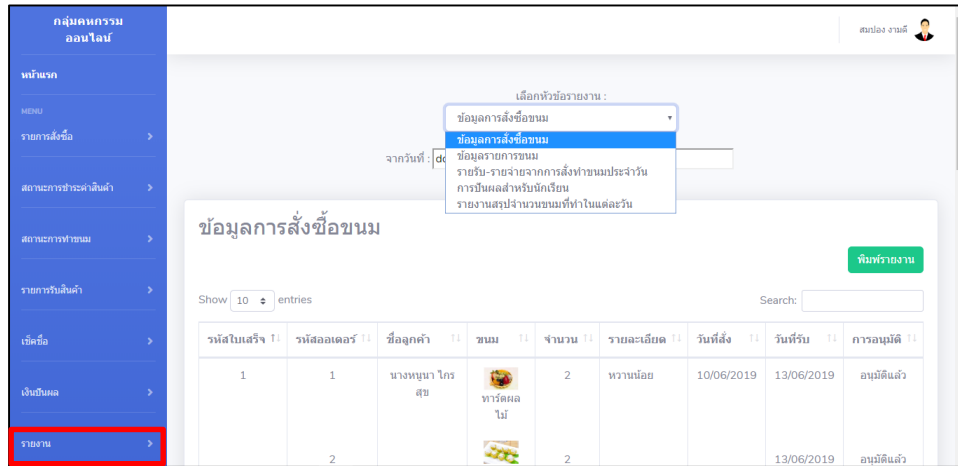 กลุ่มคหกรรม
ออนไลน์
สมปอง งามดี
หน้าแรก
MENU
รายการสั่งซื้อ
สถานะการชำระค่าสินค้า
สถานะการทำขนม
รายการรับสินค้า
เช็คชื่อ
เงินปันผล
รายงาน
เลือกหัวข้อรายงาน :
ข้อมูลการสั่งซื้อขนม
ข้อมูลการสั่งซื้อขนม
ข้อมูลรายการขนม
รายรับ-รายจ่ายจากการสั่งทำขนมประจำวัน
การปันผลสำหรับนักเรียน
รายงานสรุปจำนวนขนมที่ทำในแต่ละวัน
จากวันที่ :
ข้อมูลการสั่งซื้อขนม
พิมพ์รายงาน
Show 10 entries Search:
รหัสใบเสร็จ รหัสออเดอร์ ชื่อลูกค้า ขนม จำนวน รายละเอียด วันที่สั่ง วันที่รับ การอนุมัติ
1 1 นางหนูนา ไกร 2 หวานน้อย 10/06/2019 13/06/2019 อนุมัติแล้ว
สุข ทาร์ตผล
ไม้
2 2 13/06/2019 อนุมัติแล้ว